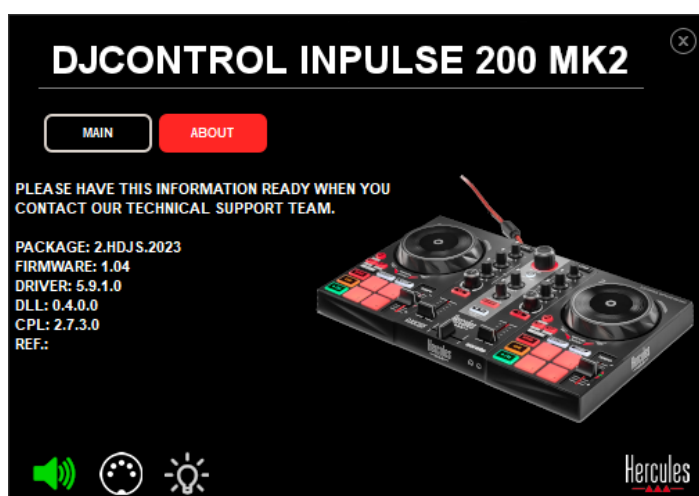 DJCONTROL INPULSE 200 MK2
MAIN
ABOUT
PLEASE HAVE THIS INFORMATION READY WHEN YOU
CONTACT OUR TECHNICAL SUPPORT TEAM.
PACKAGE: 2.HDJS.2023
FIRMWARE: 1.04
DRIVER: 5.9.1.0
DLL: 0.4.0.0
CPL: 2.7.3.0
REF.:
Hercules
Hercules
Hercules